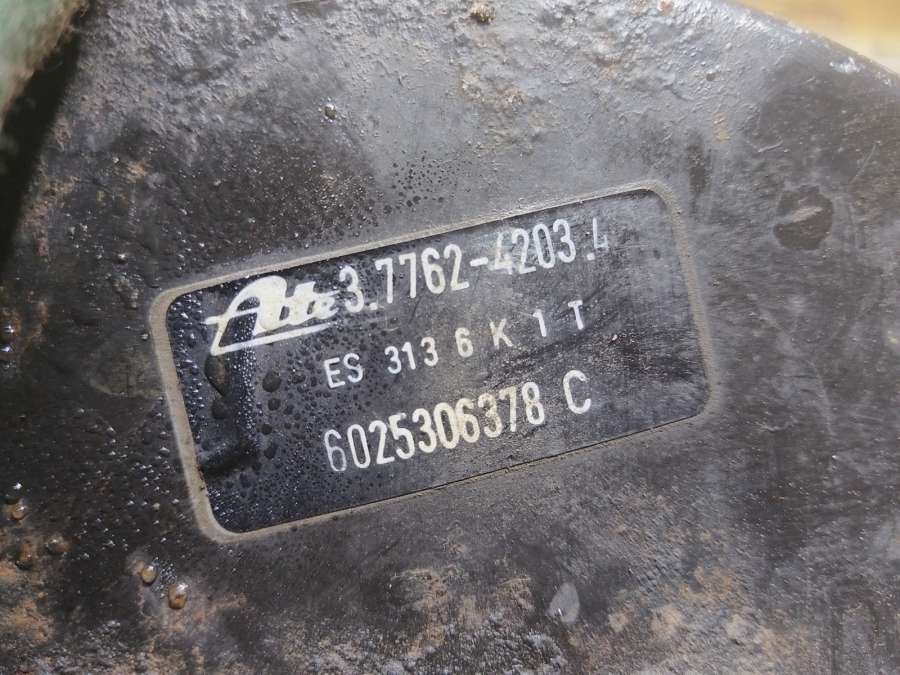 Ate 3.7762-4203.4
ES 313 6 K 1 T
6025306378 C